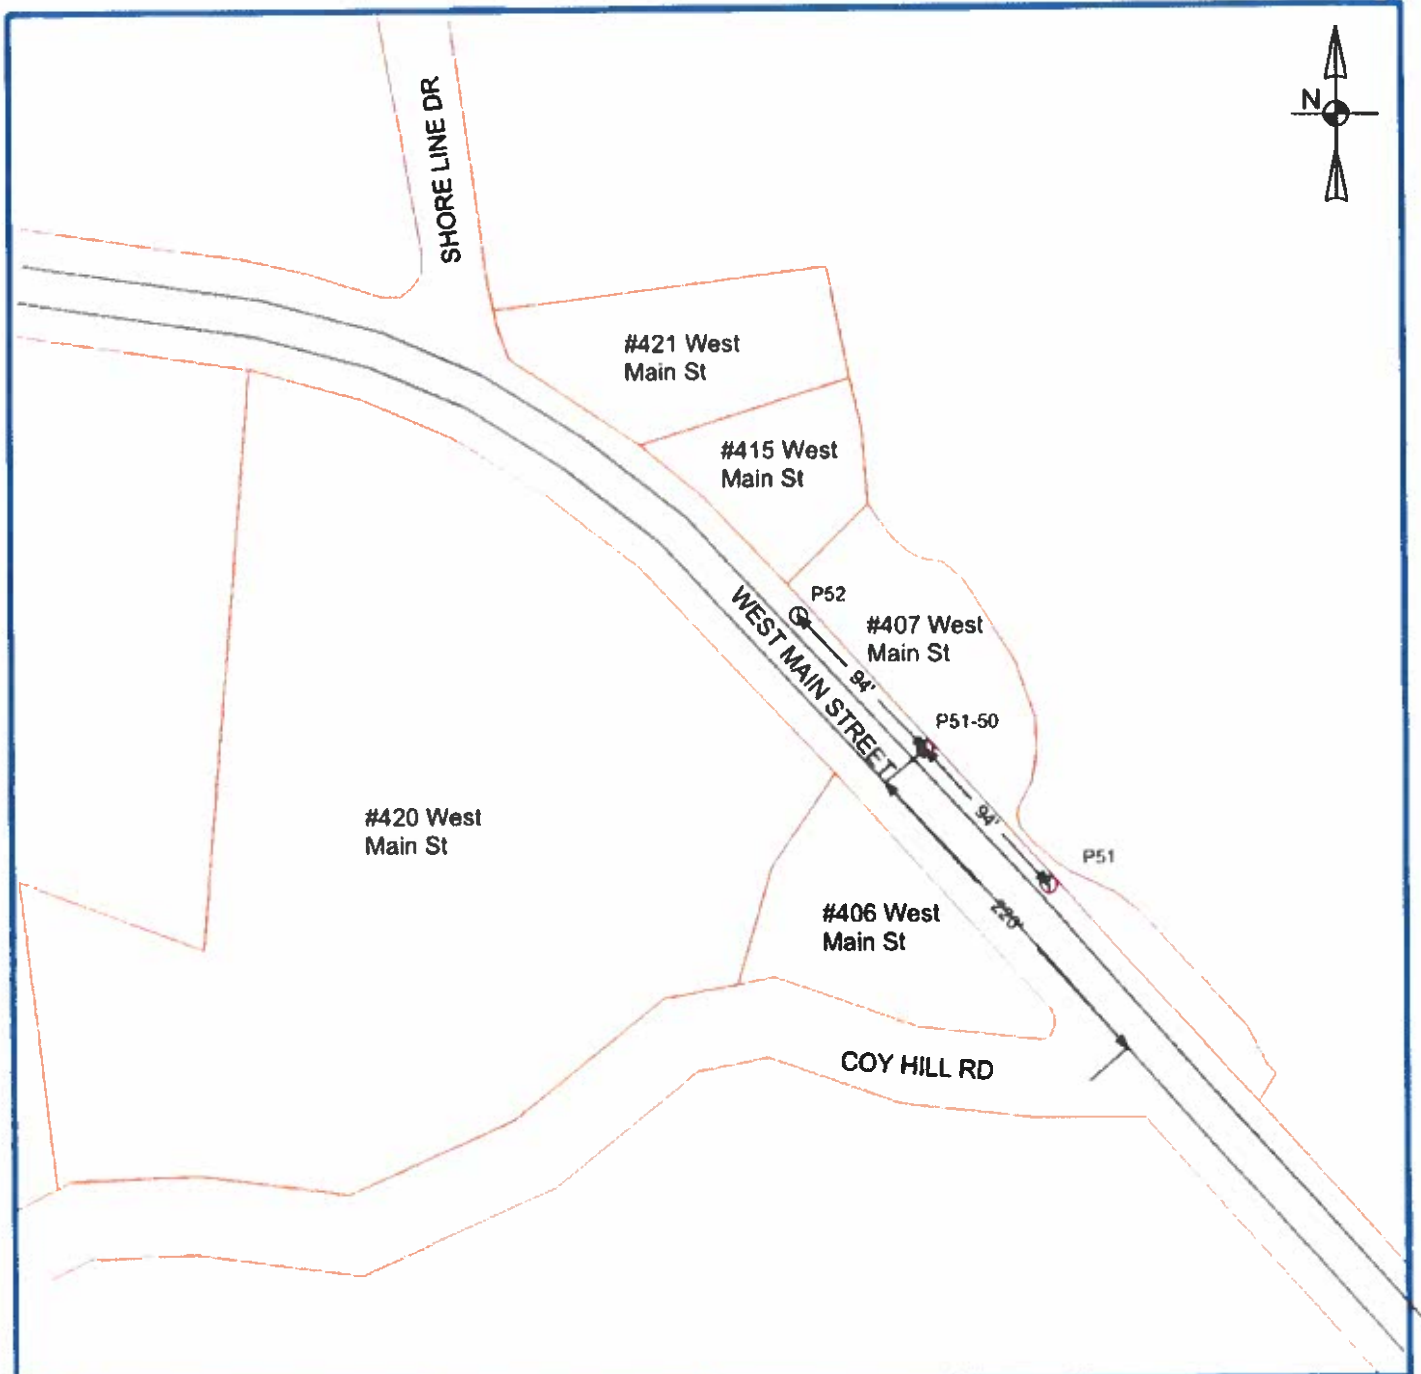 N
SHORE LINE DR
#421 West
Main St
#415 West
Main St
P52
#407 West
Main St
WEST MAIN STREET
94'
P51-50
94'
P51
#420 West
Main St
#406 West
Main St
220'
COY HILL RD